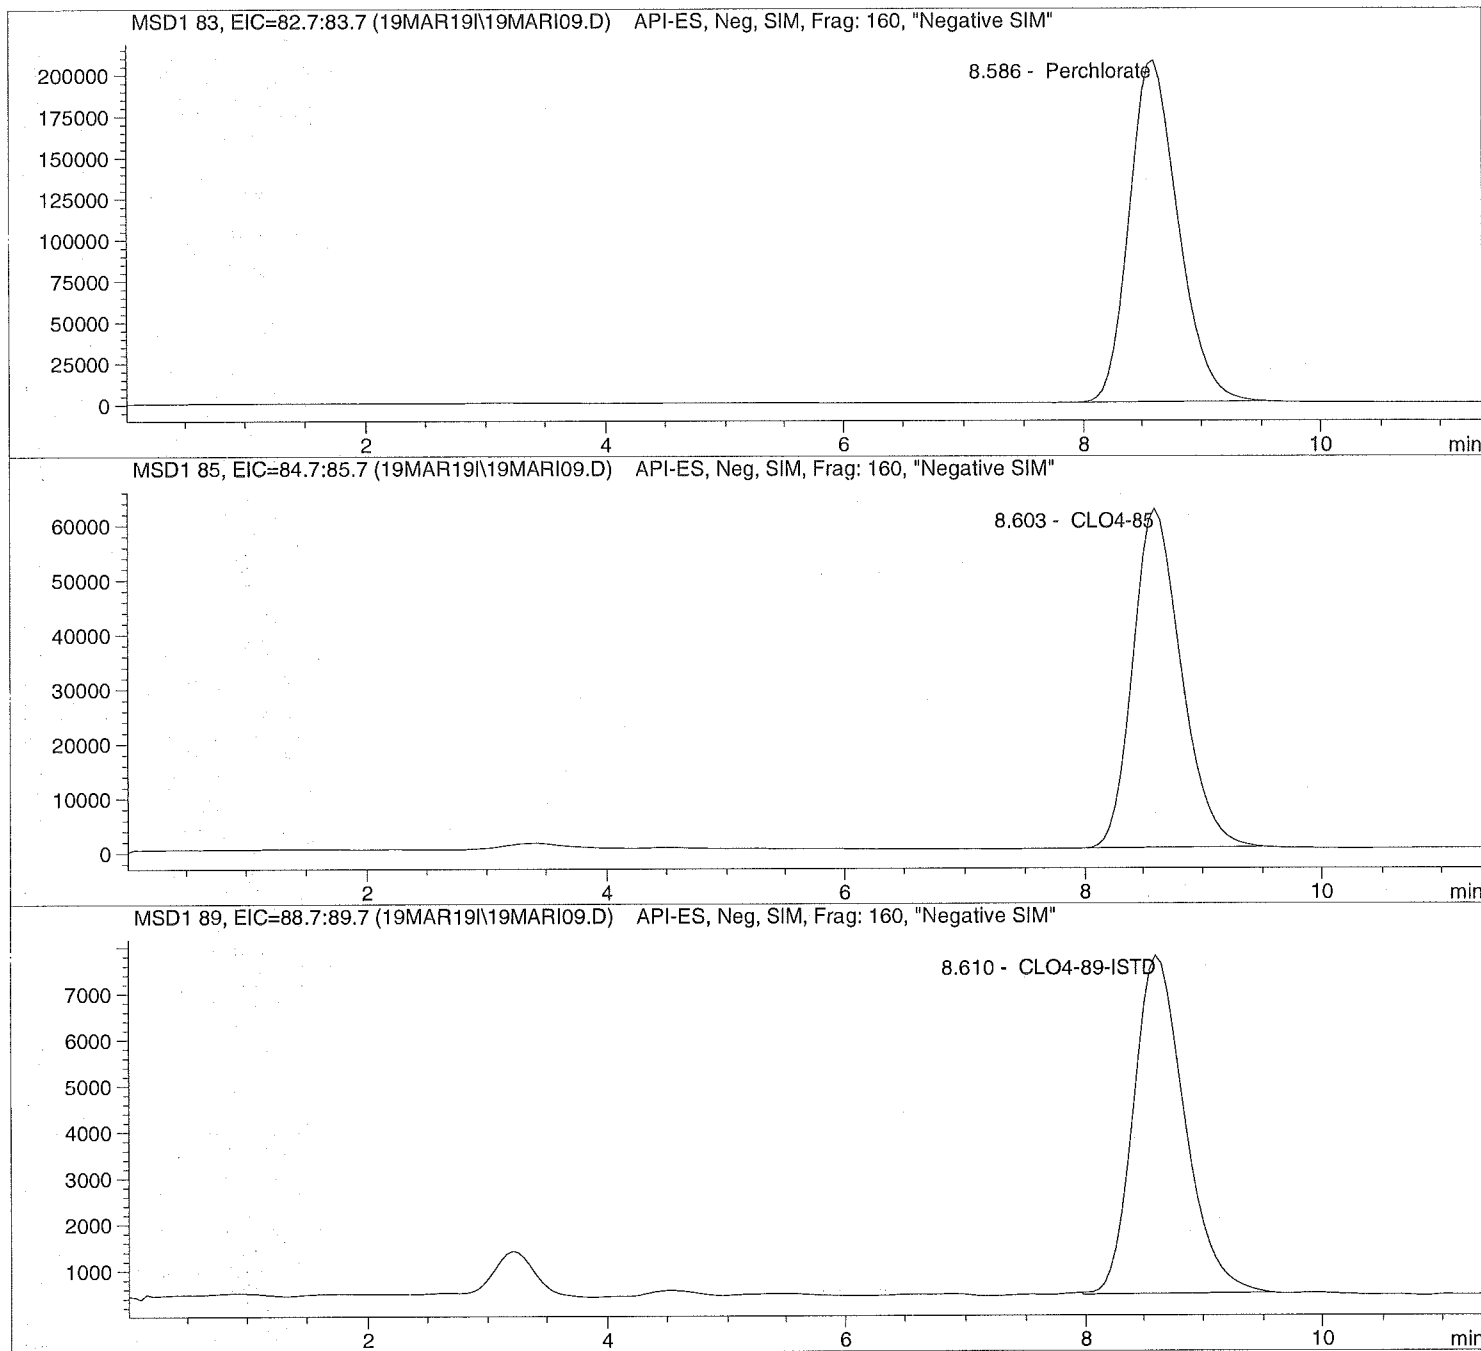 MSD1 83, EIC=82.7:83.7 (19MAR19I\19MARI09.D) API-ES, Neg, SIM, Frag: 160, "Negative SIM"
8.586 - Perchlorate
200000
175000
150000
125000
100000
75000
50000
25000
0
2 4 6 8 10 min
MSD1 85, EIC=84.7:85.7 (19MAR19I\19MARI09.D) API-ES, Neg, SIM, Frag: 160, "Negative SIM"
8.603 - CLO4-85
60000
50000
40000
30000
20000
10000
0
2 4 6 8 10 min
MSD1 89, EIC=88.7:89.7 (19MAR19I\19MARI09.D) API-ES, Neg, SIM, Frag: 160, "Negative SIM"
8.610 - CLO4-89-ISTD
7000
6000
5000
4000
3000
2000
1000
2 4 6 8 10 min